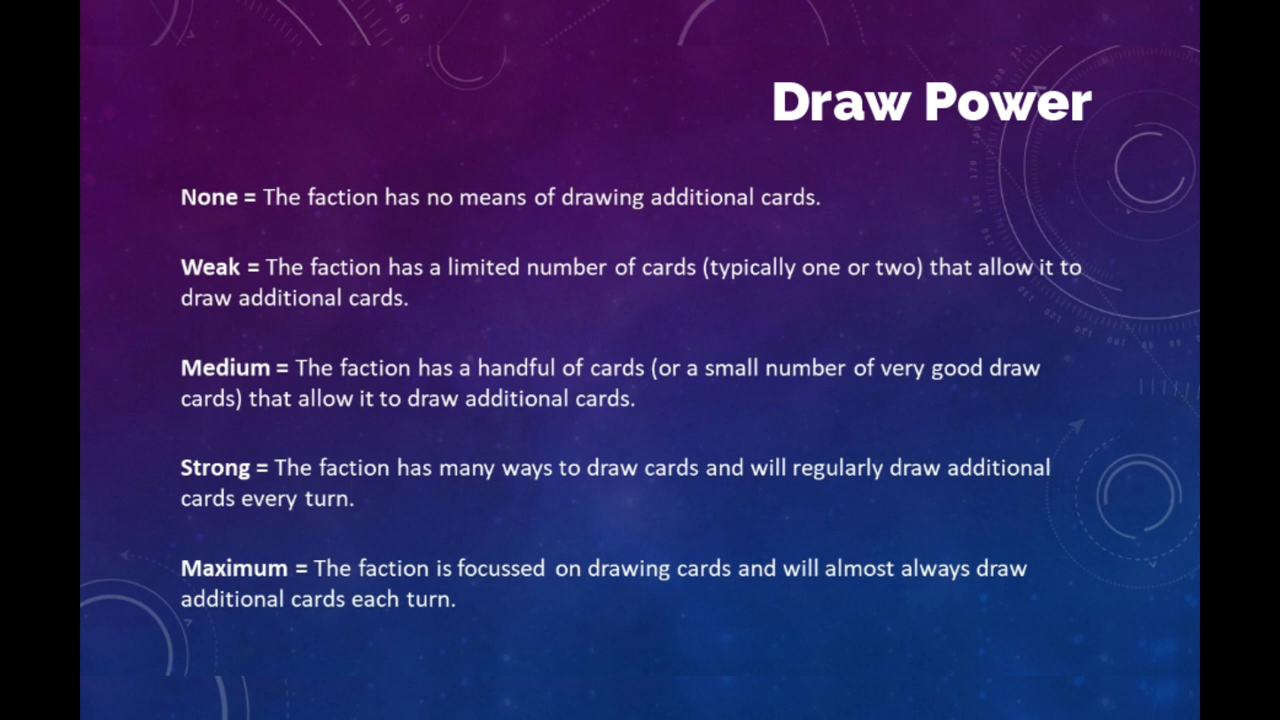 Draw Power
None = The faction has no means of drawing additional cards.
Weak = The faction has a limited number of cards (typically one or two) that allow it to
draw additional cards.
Medium = The faction has a handful of cards (or a small number of very good draw
cards) that allow it to draw additional cards.
Strong = The faction has many ways to draw cards and will regularly draw additional
cards every turn.
Maximum = The faction is focussed on drawing cards and will almost always draw
additional cards each turn.